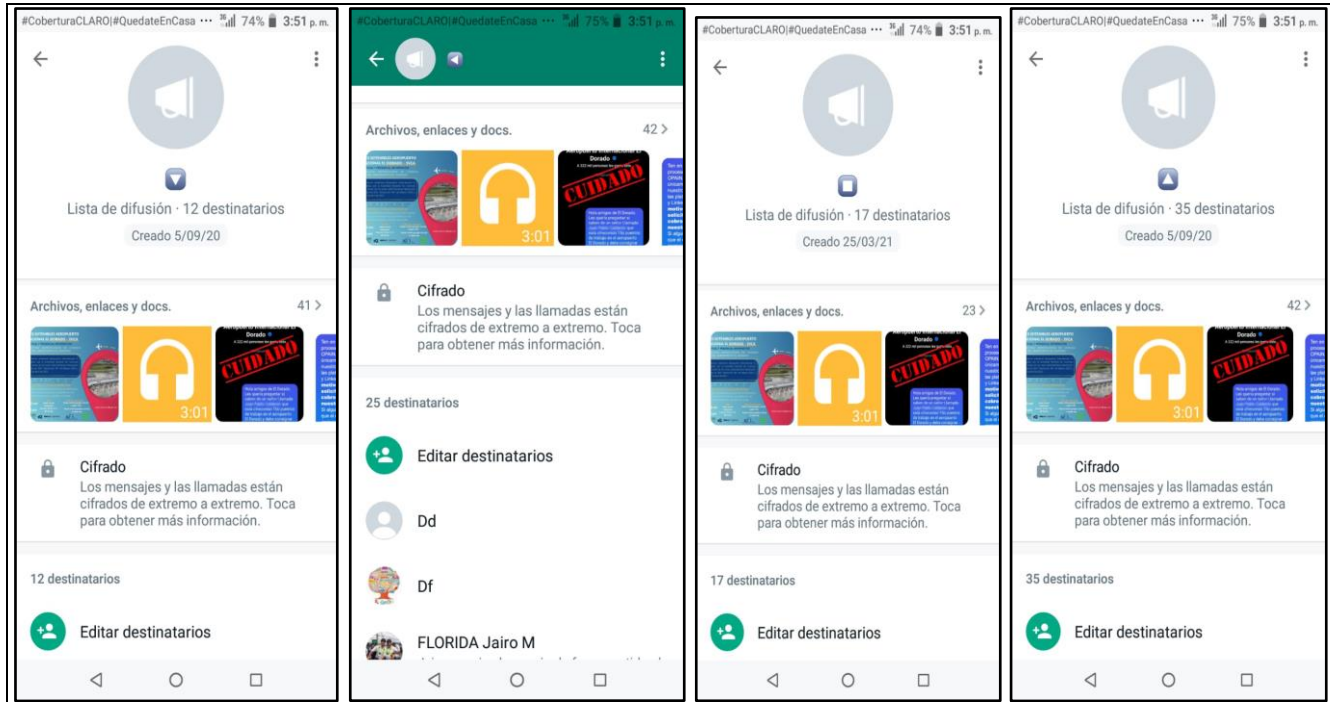 #CoberturaCLARO|#QuedateEnCasa ··· 74% 3:51 p. m.
Lista de difusión · 12 destinatarios
Creado 5/09/20
Archivos, enlaces y docs. 41 >
Dorado
CUIDADO
3:01
Cifrado
Los mensajes y las llamadas están
cifrados de extremo a extremo. Toca
para obtener más información.
12 destinatarios
Editar destinatarios
#CoberturaCLARO|#QuedateEnCasa ··· 75% 3:51 p. m.
Archivos, enlaces y docs. 42 >
Dorado
CUIDADO
3:01
Cifrado
Los mensajes y las llamadas están
cifrados de extremo a extremo. Toca
para obtener más información.
25 destinatarios
Editar destinatarios
Dd
Df
FLORIDA Jairo M
#CoberturaCLARO|#QuedateEnCasa ··· 74% 3:51 p. m.
Lista de difusión · 17 destinatarios
Creado 25/03/21
Archivos, enlaces y docs. 23 >
Dorado
CUIDADO
3:01
Cifrado
Los mensajes y las llamadas están
cifrados de extremo a extremo. Toca
para obtener más información.
17 destinatarios
Editar destinatarios
#CoberturaCLARO|#QuedateEnCasa ··· 75% 3:51 p. m.
Lista de difusión · 35 destinatarios
Creado 5/09/20
Archivos, enlaces y docs. 42 >
Dorado
CUIDADO
3:01
Cifrado
Los mensajes y las llamadas están
cifrados de extremo a extremo. Toca
para obtener más información.
35 destinatarios
Editar destinatarios